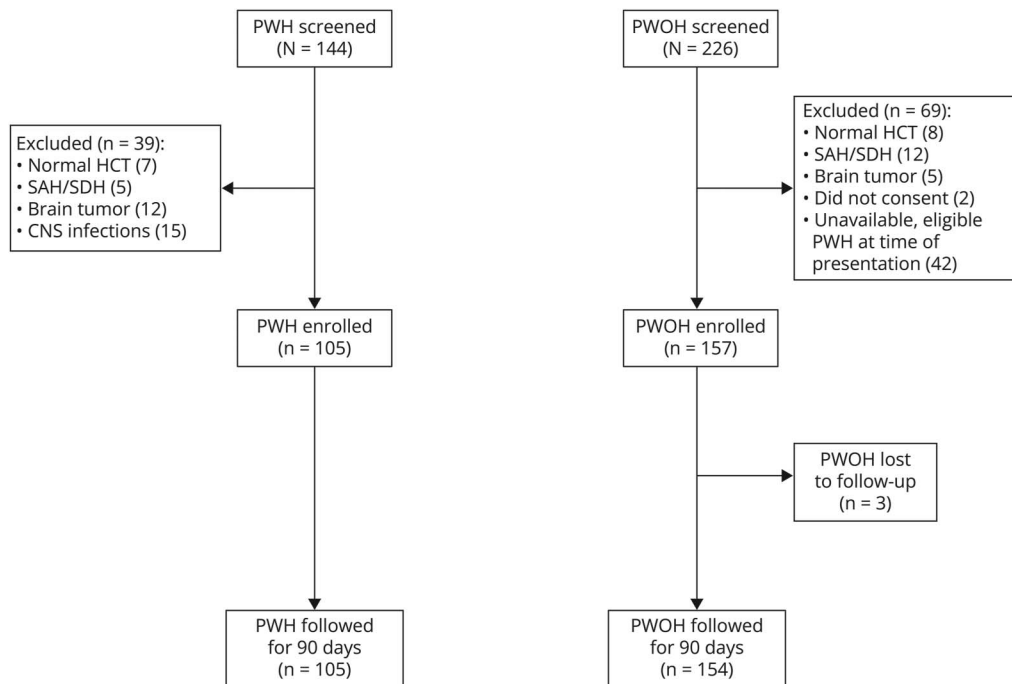 PWH screened
(N = 144)
PWOH screened
(N = 226)
Excluded (n = 39):
• Normal HCT (7)
• SAH/SDH (5)
• Brain tumor (12)
• CNS infections (15)
Excluded (n = 69):
• Normal HCT (8)
• SAH/SDH (12)
• Brain tumor (5)
• Did not consent (2)
• Unavailable, eligible
PWH at time of
presentation (42)
PWH enrolled
(n = 105)
PWOH enrolled
(n = 157)
PWOH lost
to follow-up
(n = 3)
PWH followed
for 90 days
(n = 105)
PWOH followed
for 90 days
(n = 154)